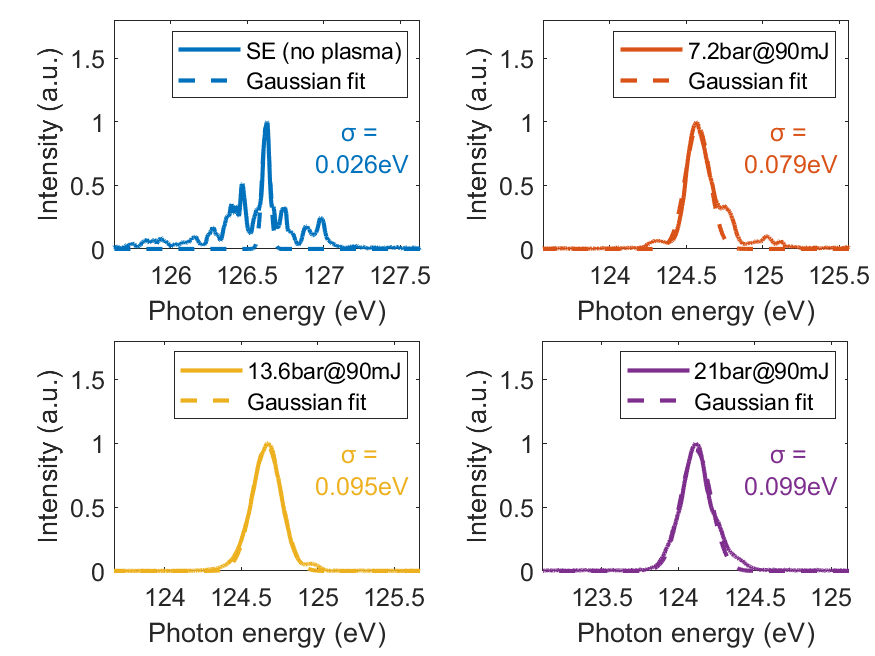 SE (no plasma)
Gaussian fit
σ =
0.026eV
Intensity (a.u.)
1.5
1
0.5
0
126
126.5
127
127.5
Photon energy (eV)
7.2bar@90mJ
Gaussian fit
σ =
0.079eV
Intensity (a.u.)
1.5
1
0.5
0
124
124.5
125
125.5
Photon energy (eV)
13.6bar@90mJ
Gaussian fit
σ =
0.095eV
Intensity (a.u.)
1.5
1
0.5
0
124
124.5
125
125.5
Photon energy (eV)
21bar@90mJ
Gaussian fit
σ =
0.099eV
Intensity (a.u.)
1.5
1
0.5
0
123.5
124
124.5
125
Photon energy (eV)